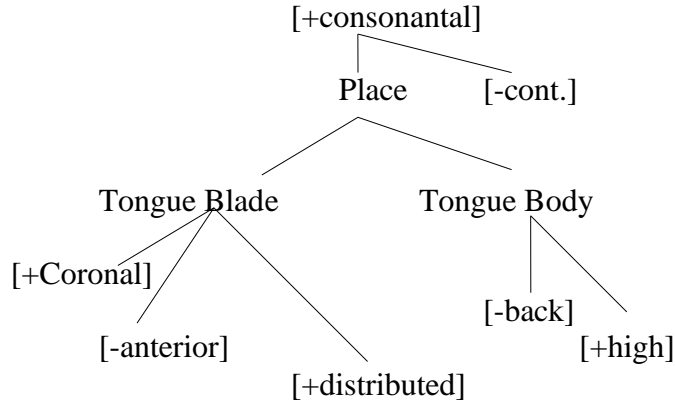 [+consonantal]
Place [-cont.]
Tongue Blade Tongue Body
[+Coronal]
[-back]
[-anterior] [+high]
[+distributed]